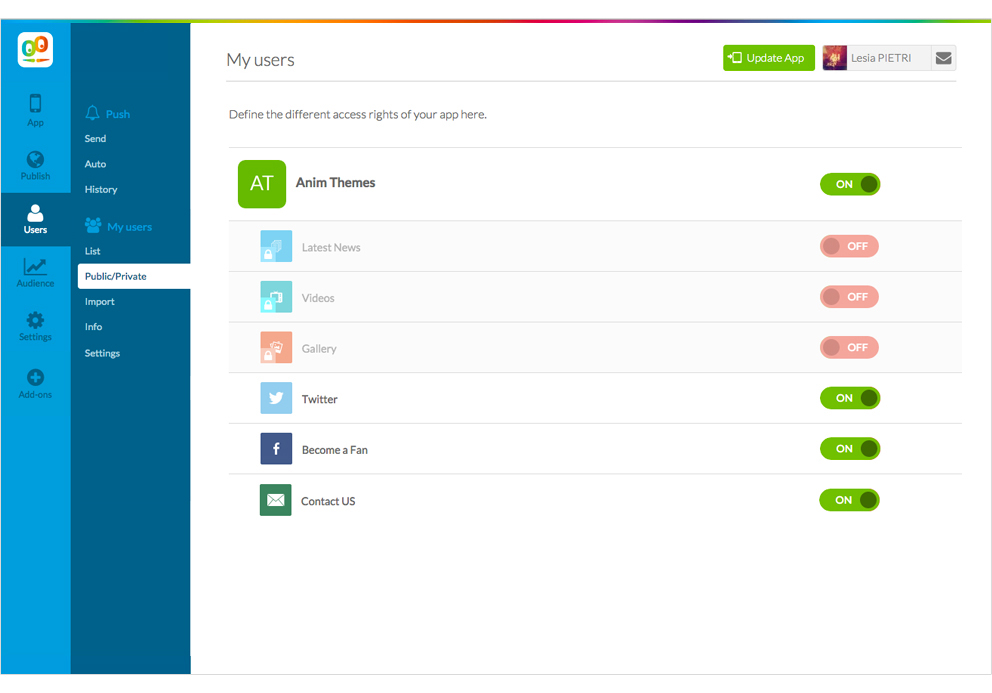 My users
Update App
Lesia PIETRI
App
Publish
Users
Audience
Settings
Add-ons
Push
Send
Auto
History
My users
List
Public/Private
Import
Info
Settings
Define the different access rights of your app here.
AT Anim Themes ON
Latest News OFF
Videos OFF
Gallery OFF
Twitter ON
f Become a Fan ON
Contact US ON